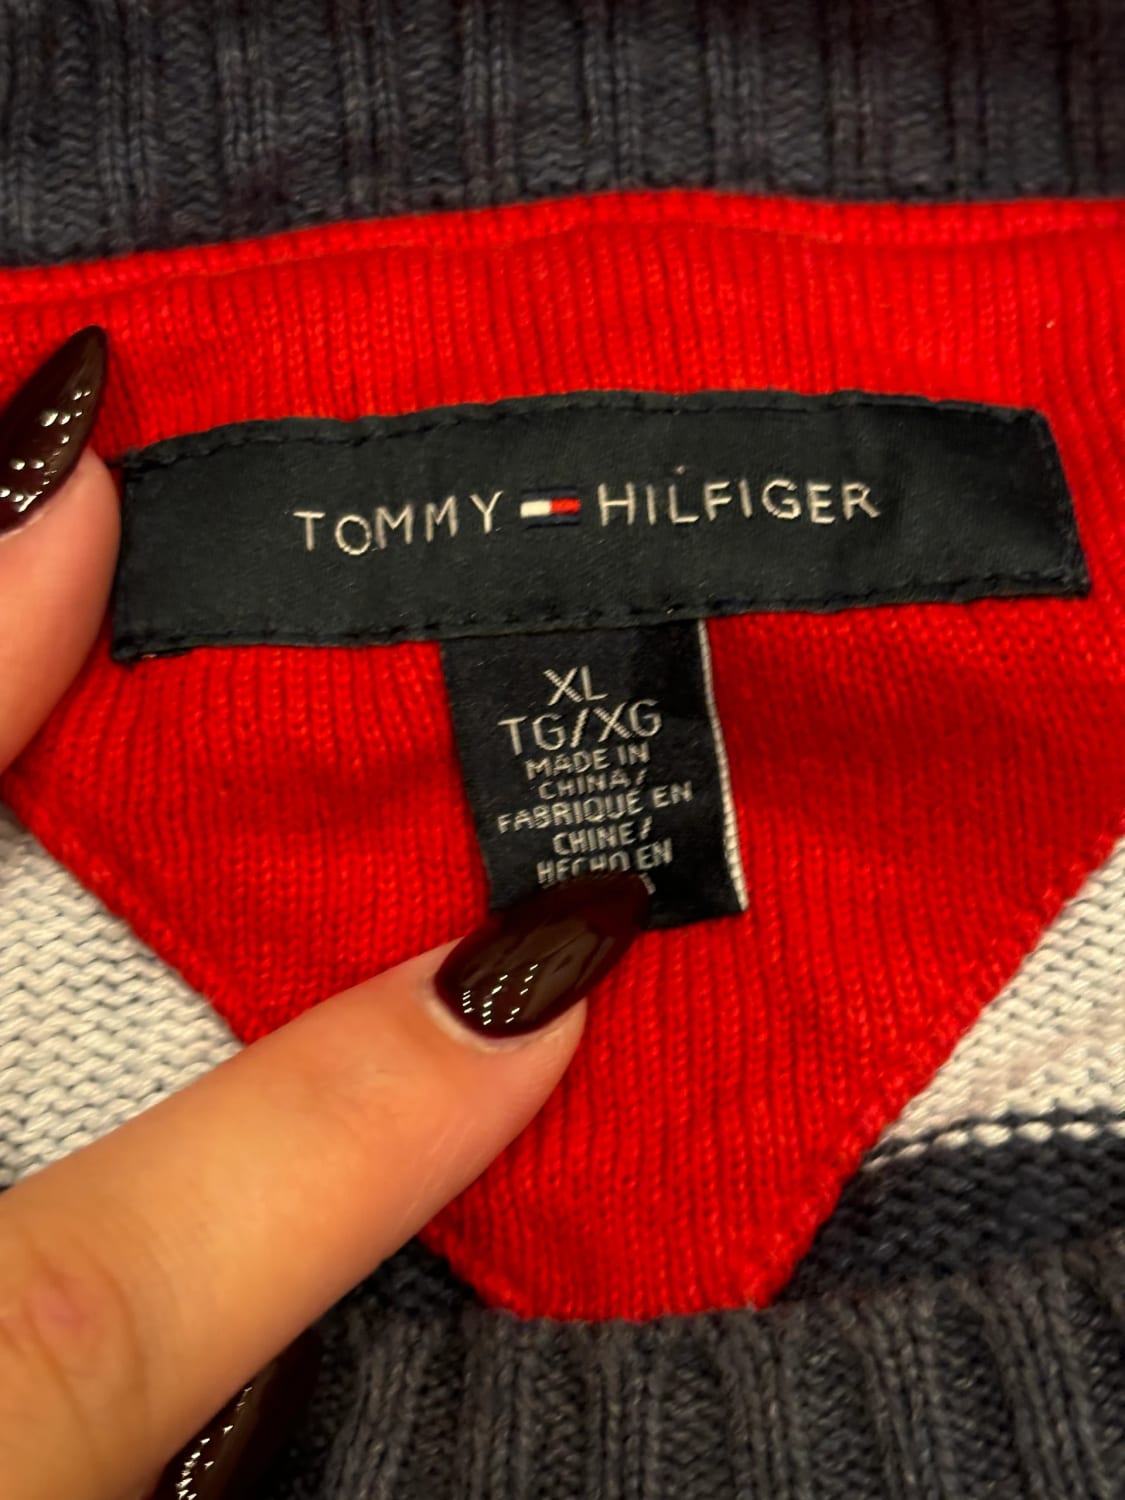 TOMMY HILFIGER
XL
TG/XG
MADE IN
CHINA/
FABRIQUÉ EN
CHINE/
HECHO EN